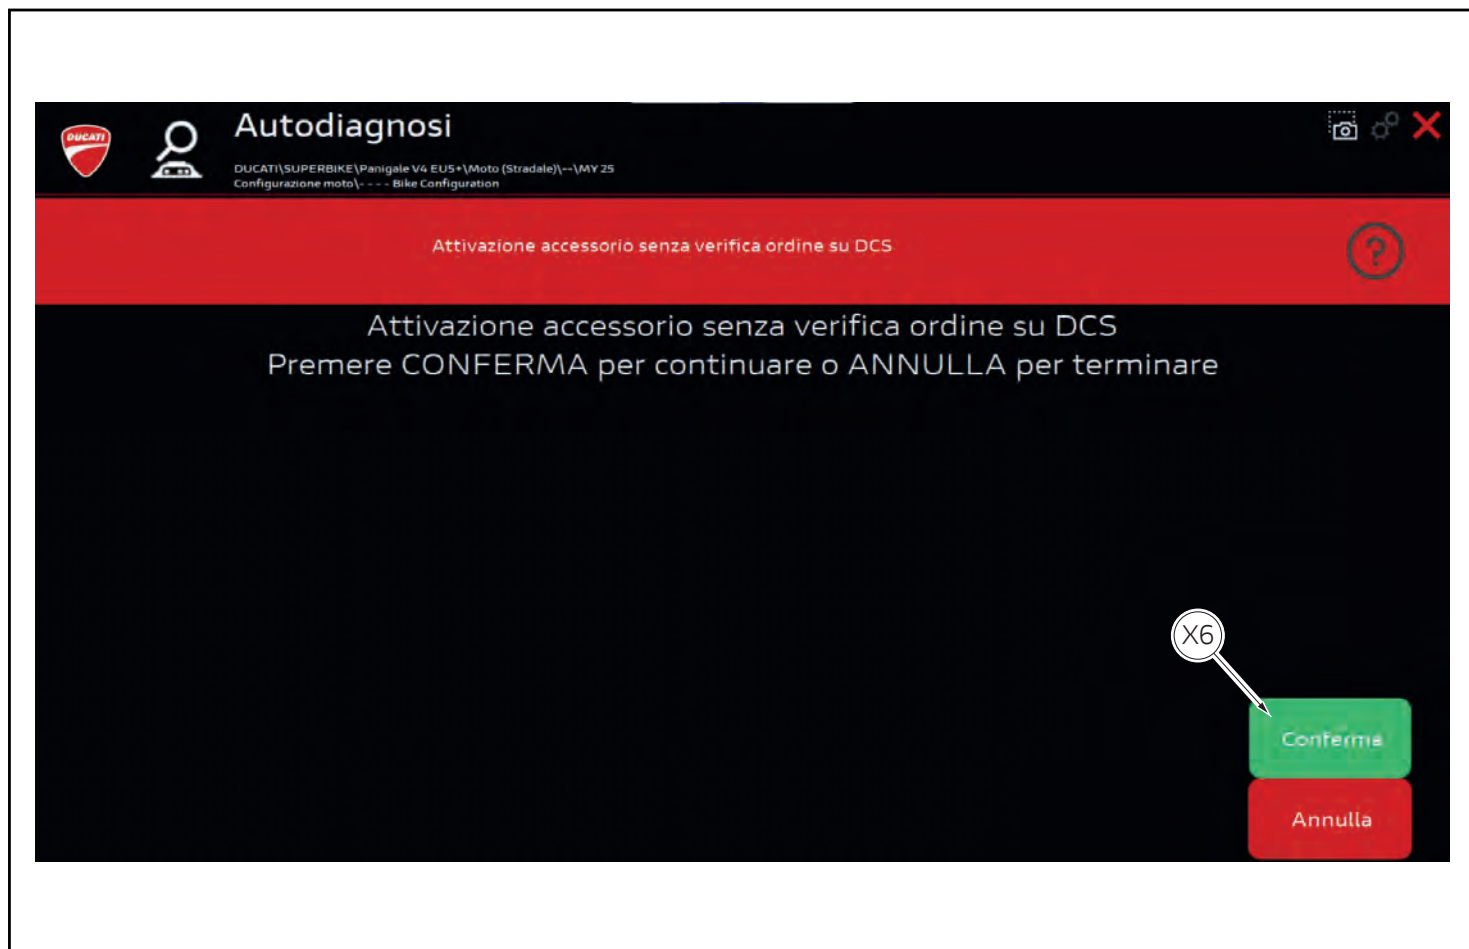 DUCATI
Autodiagnosi
DUCATI\SUPERBIKE\Panigale V4 EU5+\Moto (Stradale)\--\MY 25
Configurazione moto\- - - - Bike Configuration
Attivazione accessorio senza verifica ordine su DCS
?
Attivazione accessorio senza verifica ordine su DCS
Premere CONFERMA per continuare o ANNULLA per terminare
X6
Conferma
Annulla